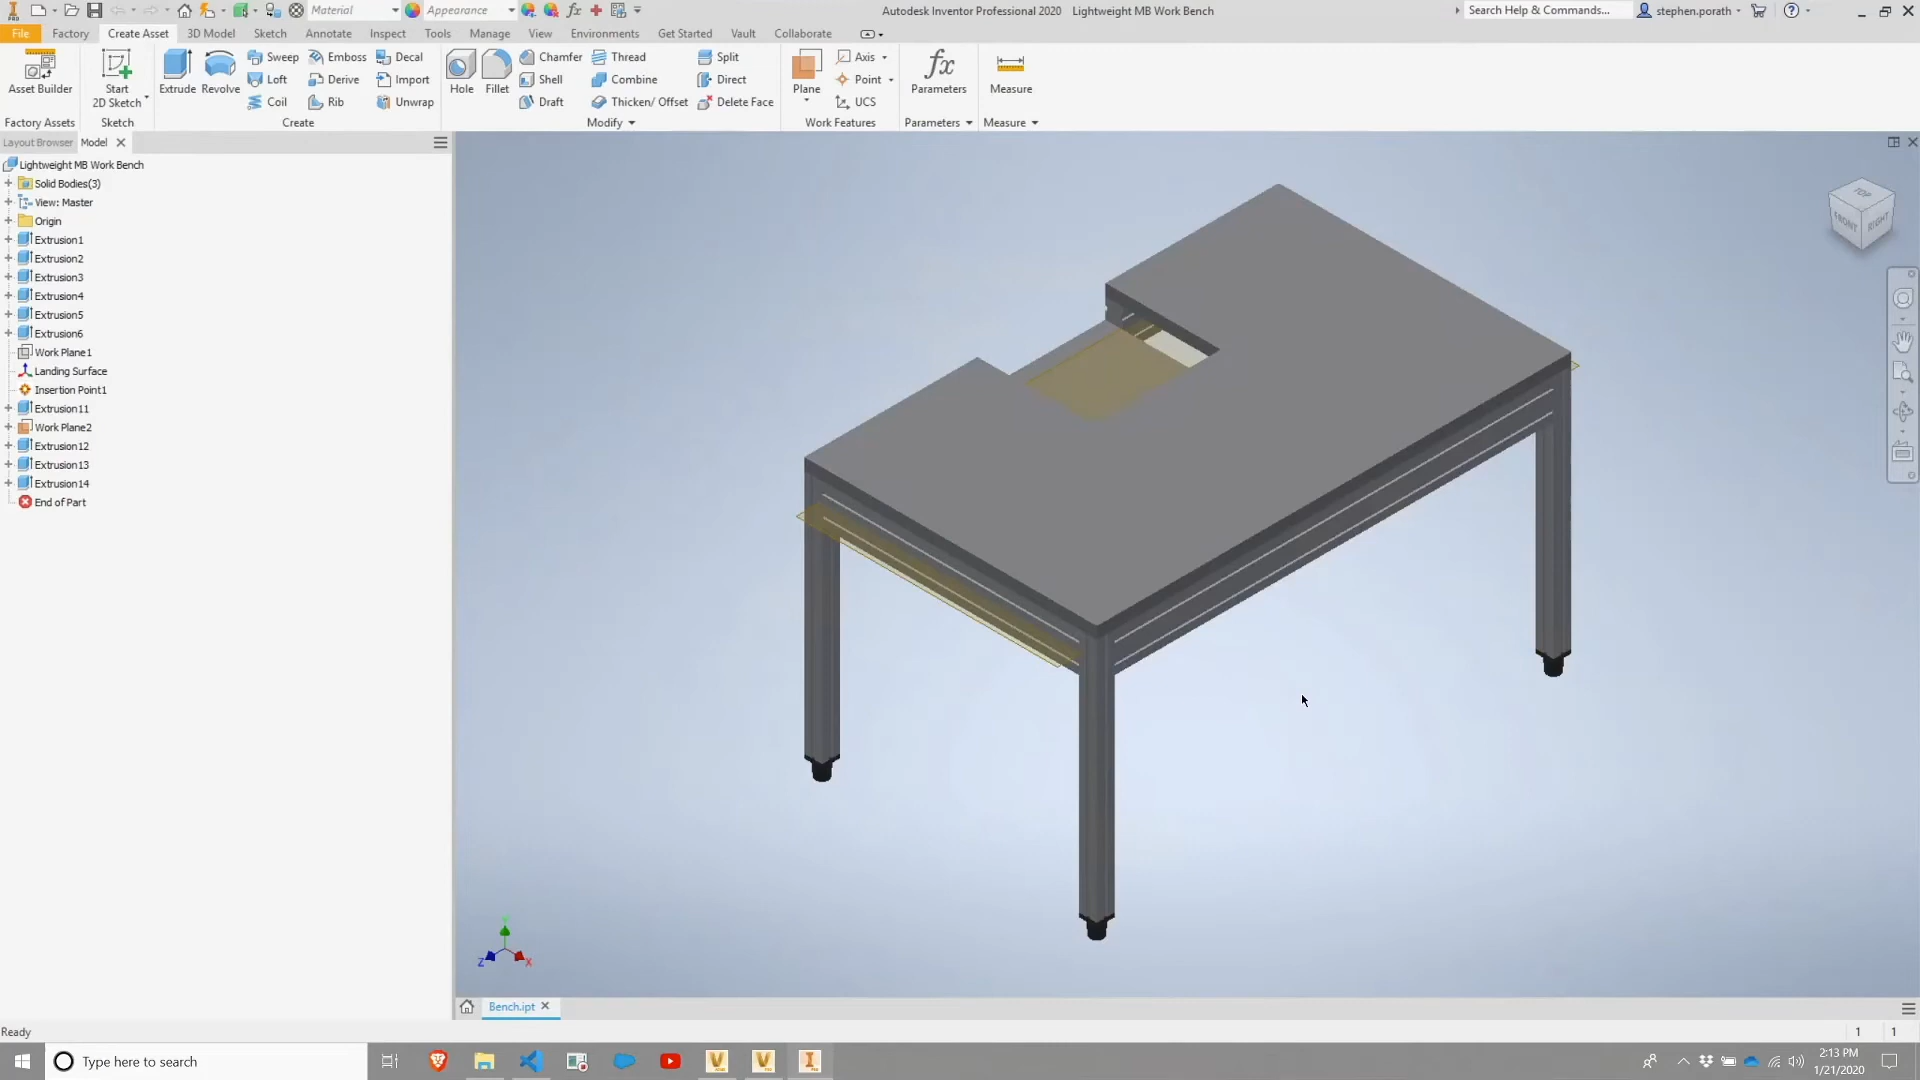 Material
Appearance
fx
Autodesk Inventor Professional 2020 Lightweight MB Work Bench
Search Help & Commands...
stephen.porath
File Factory Create Asset 3D Model Sketch Annotate Inspect Tools Manage View Environments Get Started Vault Collaborate
Asset Builder
Factory Assets
Start
2D Sketch
Sketch
Extrude Revolve
Sweep Emboss Decal
Loft Derive Import
Coil Rib Unwrap
Create
Hole Fillet
Chamfer Thread Split
Shell Combine Direct
Draft Thicken/ Offset Delete Face
Modify
Plane
Axis
Point
UCS
Work Features
fx
Parameters
Parameters
Measure
Measure
Layout Browser Model
Lightweight MB Work Bench
Solid Bodies(3)
View: Master
Origin
Extrusion1
Extrusion2
Extrusion3
Extrusion4
Extrusion5
Extrusion6
Work Plane1
Landing Surface
Insertion Point1
Extrusion11
Work Plane2
Extrusion12
Extrusion13
Extrusion14
End of Part
TOP
FRONT RIGHT
Z X
Bench.ipt
Ready
1 1
Type here to search
2:13 PM
1/21/2020